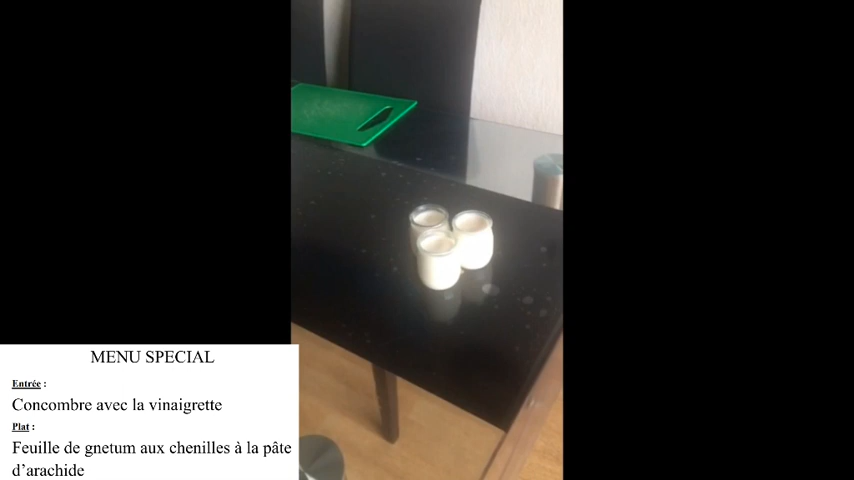 MENU SPECIAL
Entrée :
Concombre avec la vinaigrette
Plat :
Feuille de gnetum aux chenilles à la pâte
d’arachide